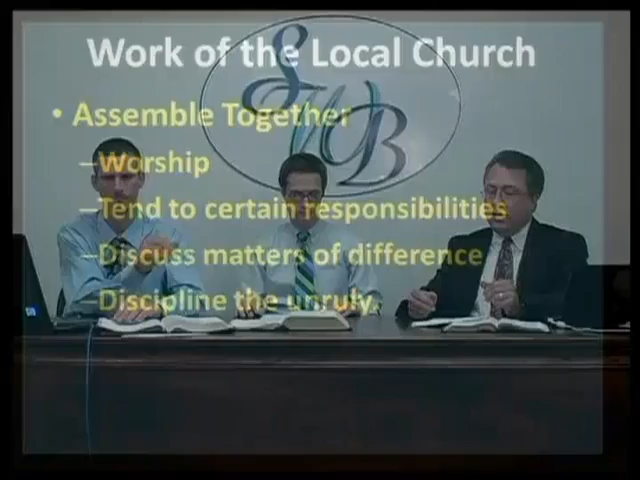 Work of the Local Church
SWB
• Assemble Together
–Worship
–Tend to certain responsibilities
–Discuss matters of difference
–Discipline the unruly